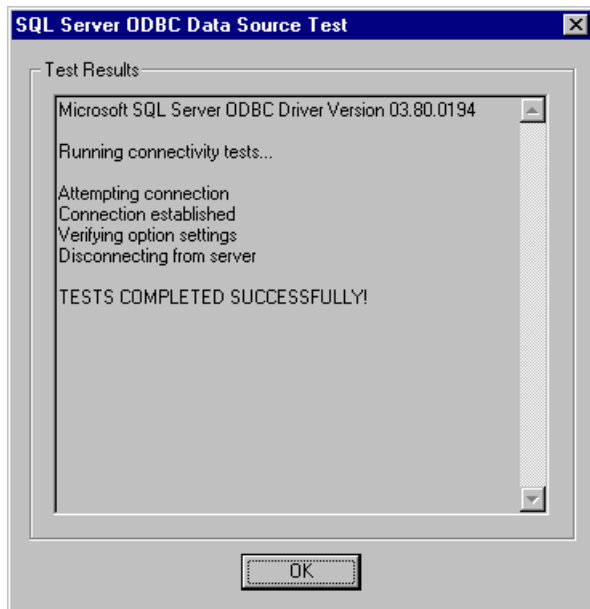 SQL Server ODBC Data Source Test
Test Results
Microsoft SQL Server ODBC Driver Version 03.80.0194
Running connectivity tests...
Attempting connection
Connection established
Verifying option settings
Disconnecting from server
TESTS COMPLETED SUCCESSFULLY!
OK